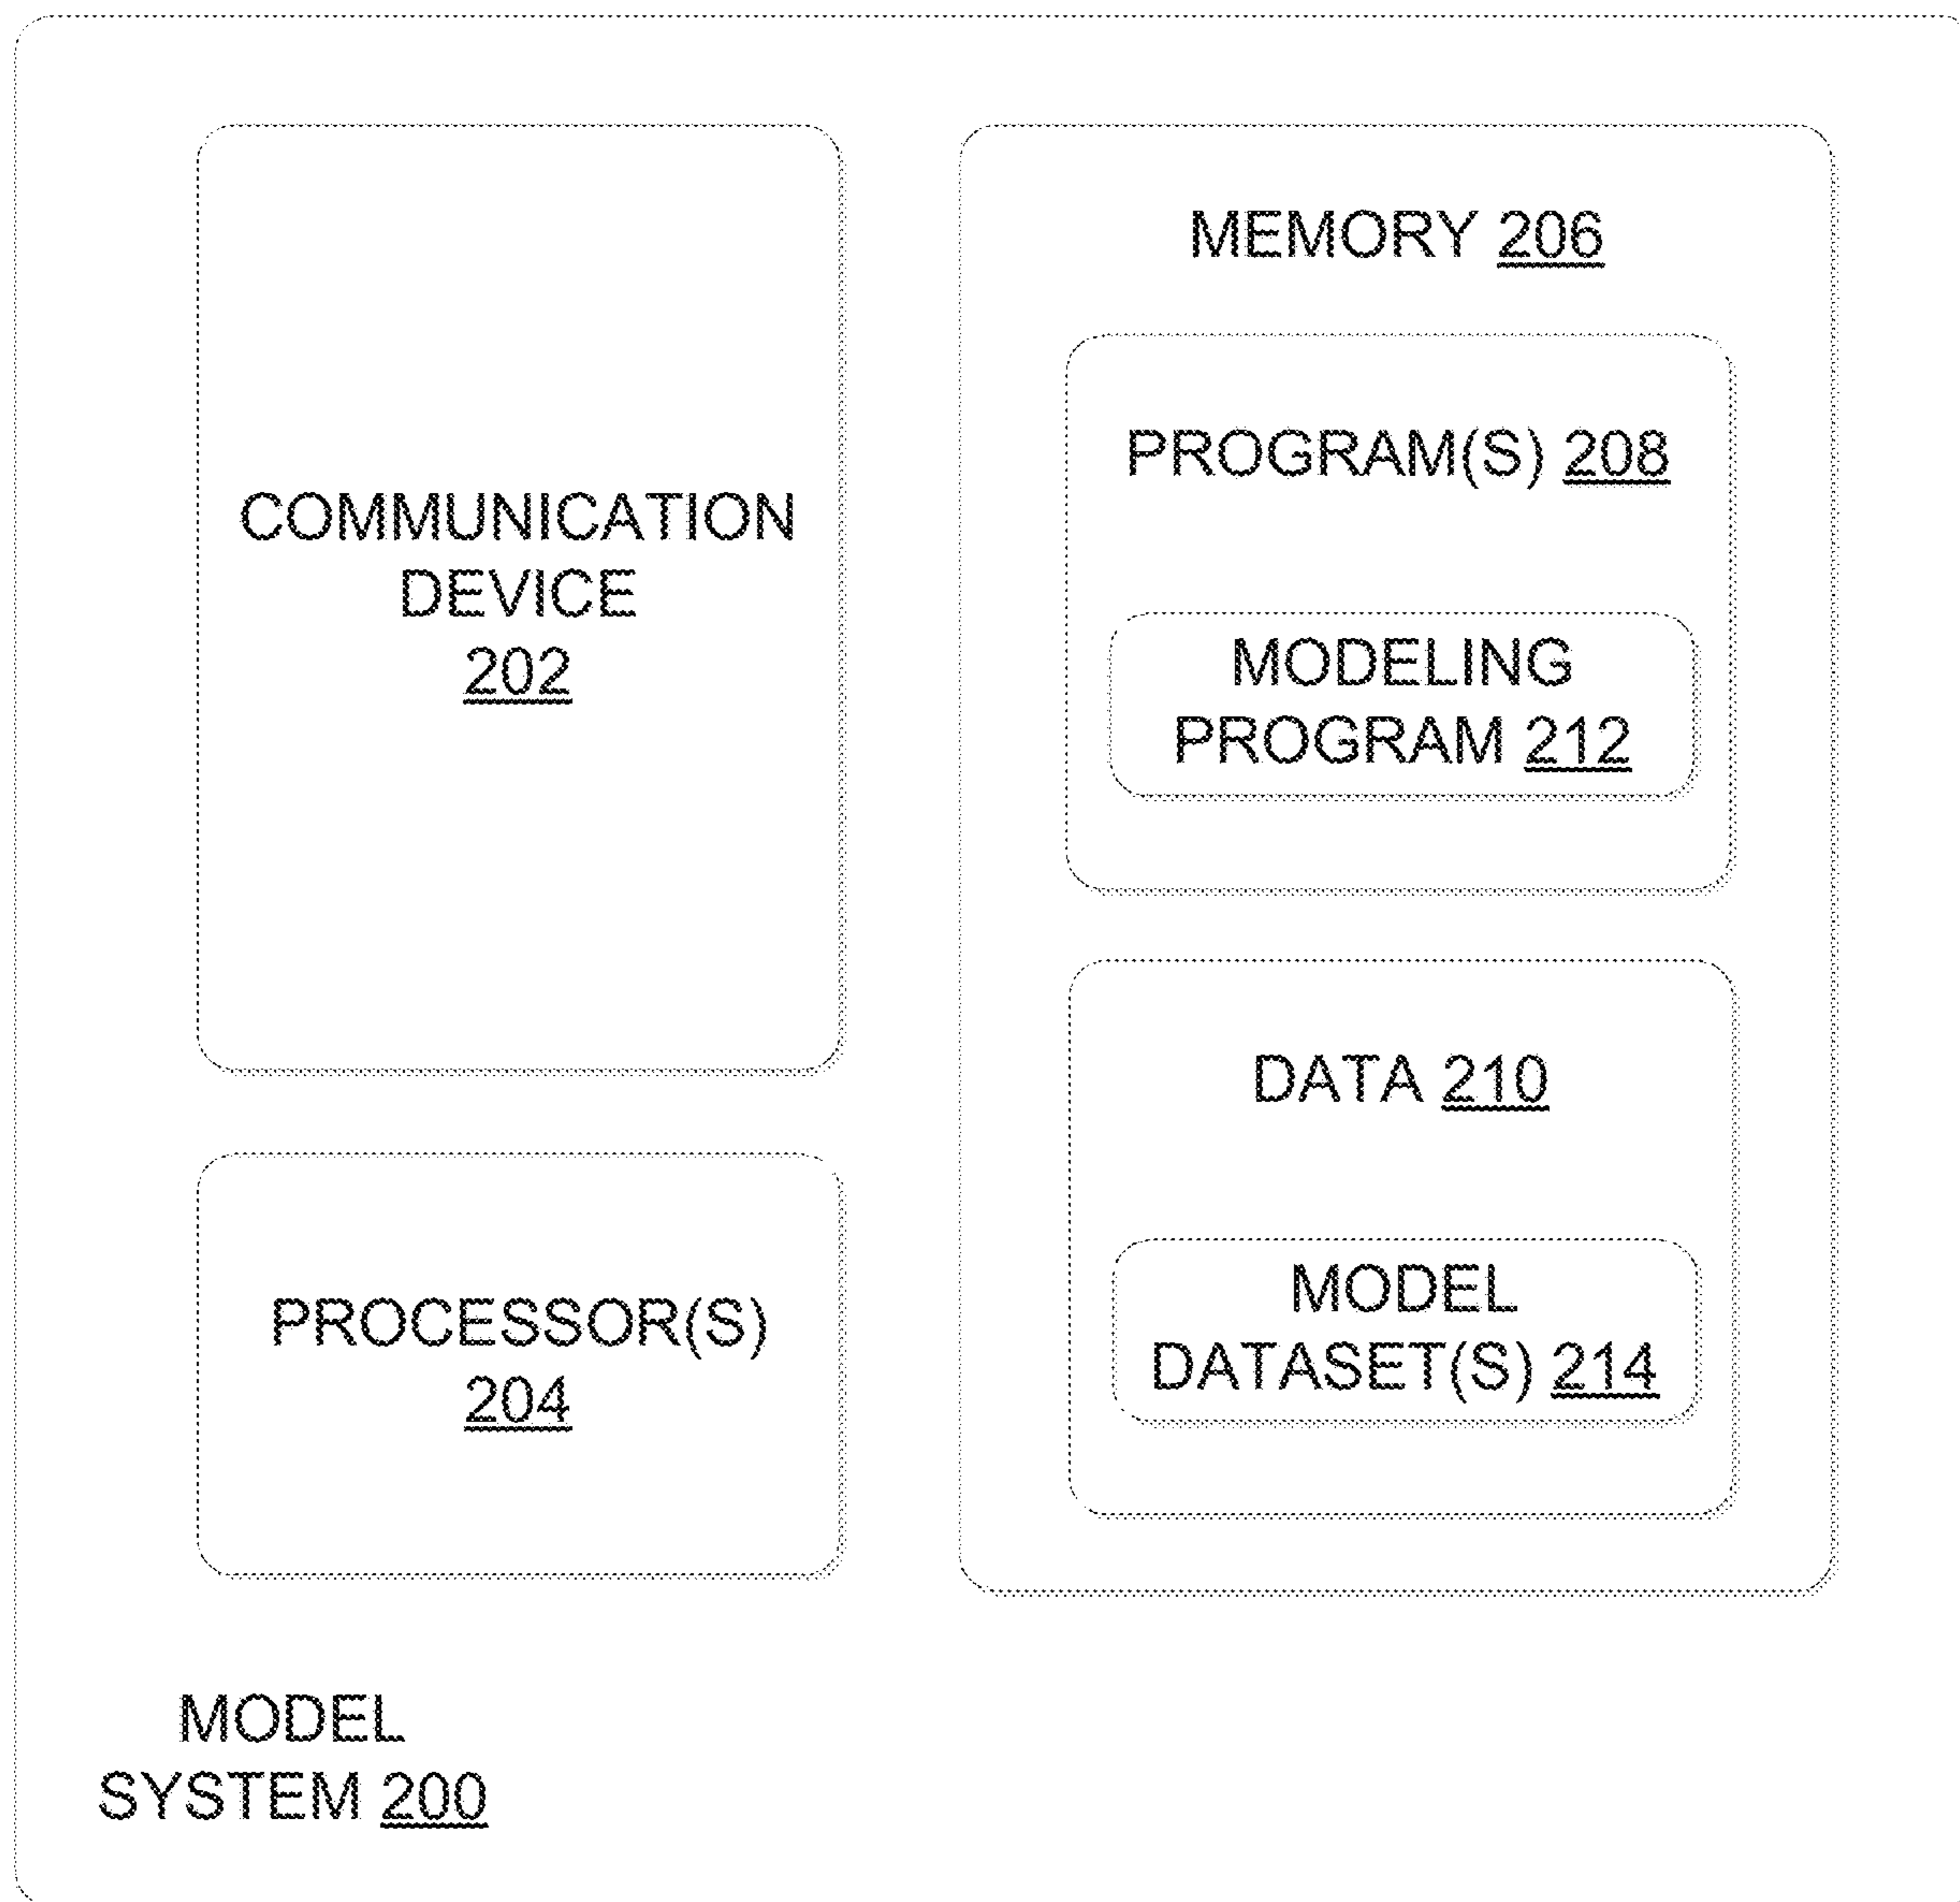 COMMUNICATION
DEVICE
202
PROCESSOR(S)
204
MEMORY 206
PROGRAM(S) 208
MODELING
PROGRAM 212
DATA 210
MODEL
DATASET(S) 214
MODEL
SYSTEM 200